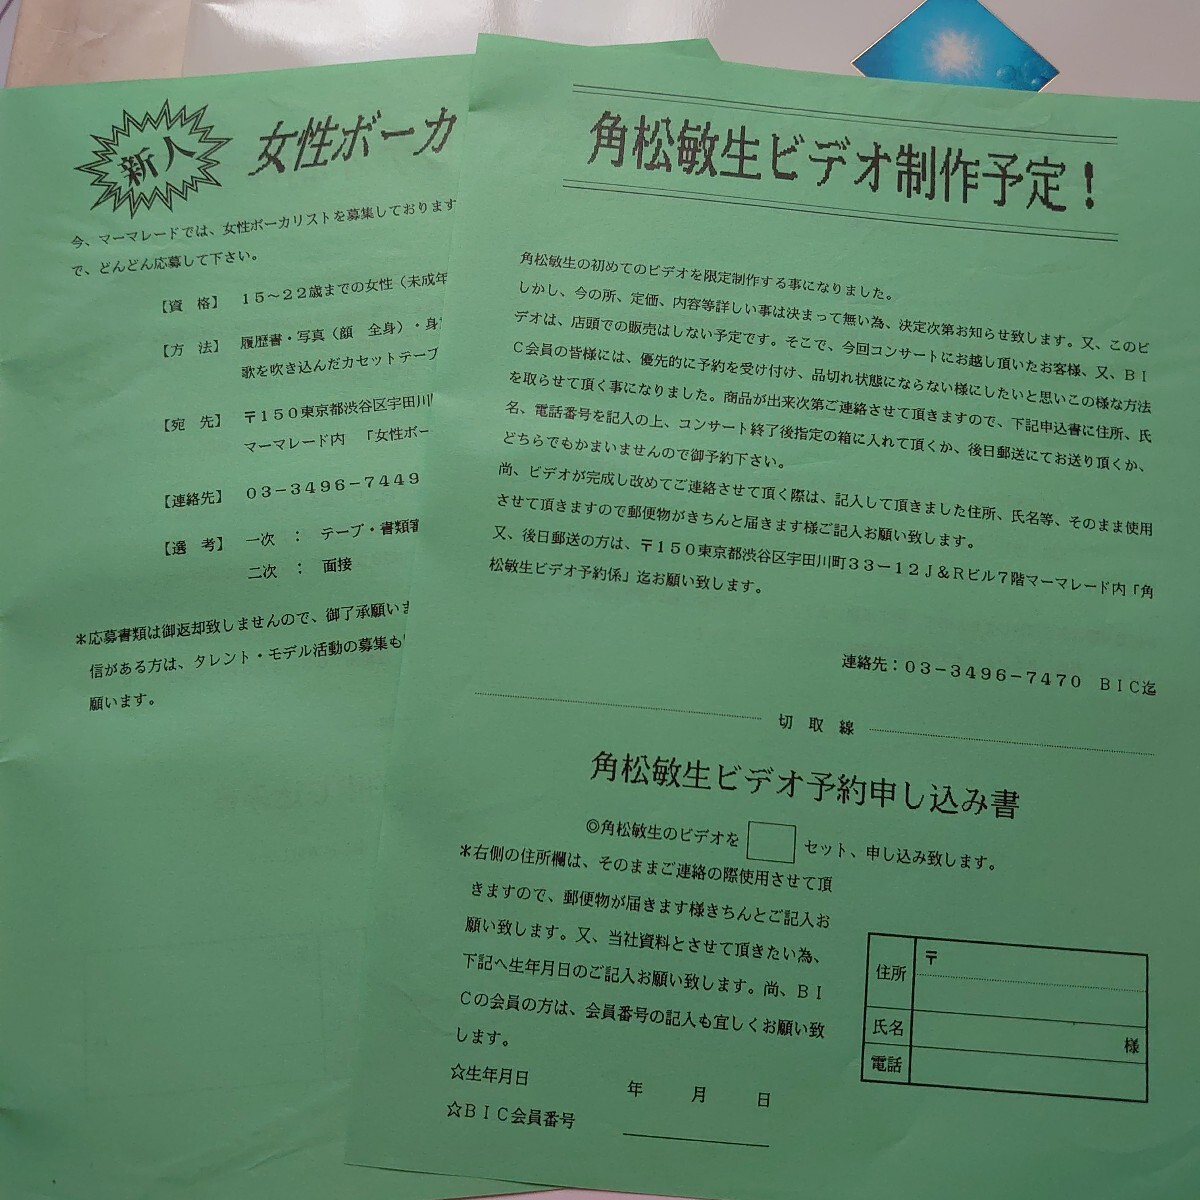 新人
女性ボーカ
今、マーマレードでは、女性ボーカリストを募集しております
で、どんどん応募して下さい。
【資　格】　１５～２２歳までの女性（未成年
【方　法】　履歴書・写真（顔　全身）・身
歌を吹き込んだカセットテープ
【宛　先】　〒１５０東京都渋谷区宇田川
マーマレード内　「女性ボー
【連絡先】　０３－３４９６－７４４９
【選　考】　一次　：　テープ・書類審
二次　：　面接
＊応募書類は御返却致しませんので、御了承願いま
信がある方は、タレント・モデル活動の募集も
願います。
角松敏生ビデオ制作予定！
角松敏生の初めてのビデオを限定制作する事になりました。
しかし、今の所、定価、内容等詳しい事は決まって無い為、決定次第お知らせ致します。又、このビ
デオは、店頭での販売はしない予定です。そこで、今回コンサートにお越し頂いたお客様、又、ＢＩ
Ｃ会員の皆様には、優先的に予約を受け付け、品切れ状態にならない様にしたいと思いこの様な方法
を取らせて頂く事になりました。商品が出来次第ご連絡させて頂きますので、下記申込書に住所、氏
名、電話番号を記入の上、コンサート終了後指定の箱に入れて頂くか、後日郵送にてお送り頂くか、
どちらでもかまいませんので御予約下さい。
尚、ビデオが完成し改めてご連絡させて頂く際は、記入して頂きました住所、氏名等、そのまま使用
させて頂きますので郵便物がきちんと届きます様ご記入お願い致します。
又、後日郵送の方は、〒１５０東京都渋谷区宇田川町３３－１２Ｊ＆Ｒビル７階マーマレード内「角
松敏生ビデオ予約係」迄お願い致します。
連絡先：０３－３４９６－７４７０　ＢＩＣ迄
切　取　線
角松敏生ビデオ予約申し込み書
◎角松敏生のビデオを　　セット、申し込み致します。
＊右側の住所欄は、そのままご連絡の際使用させて頂
きますので、郵便物が届きます様きちんとご記入お
願い致します。又、当社資料とさせて頂きたい為、
下記へ生年月日のご記入お願い致します。尚、ＢＩ
Ｃの会員の方は、会員番号の記入も宜しくお願い致
します。
☆生年月日　　年　　月　　日
☆ＢＩＣ会員番号
住所　〒
氏名　様
電話